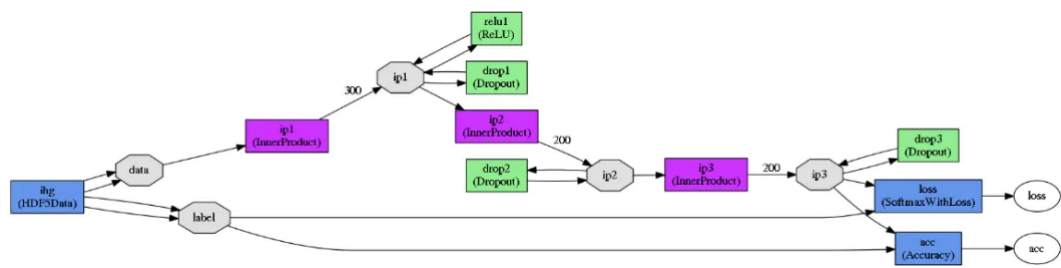 relu1
(ReLU)
ip1
drop1
(Dropout)
300
ip1
(InnerProduct)
ip2
(InnerProduct)
200
data
drop2
(Dropout)
ip2
ip3
(InnerProduct)
200
ip3
drop3
(Dropout)
ihg
(HDF5Data)
label
loss
(SoftmaxWithLoss)
loss
acc
(Accuracy)
acc